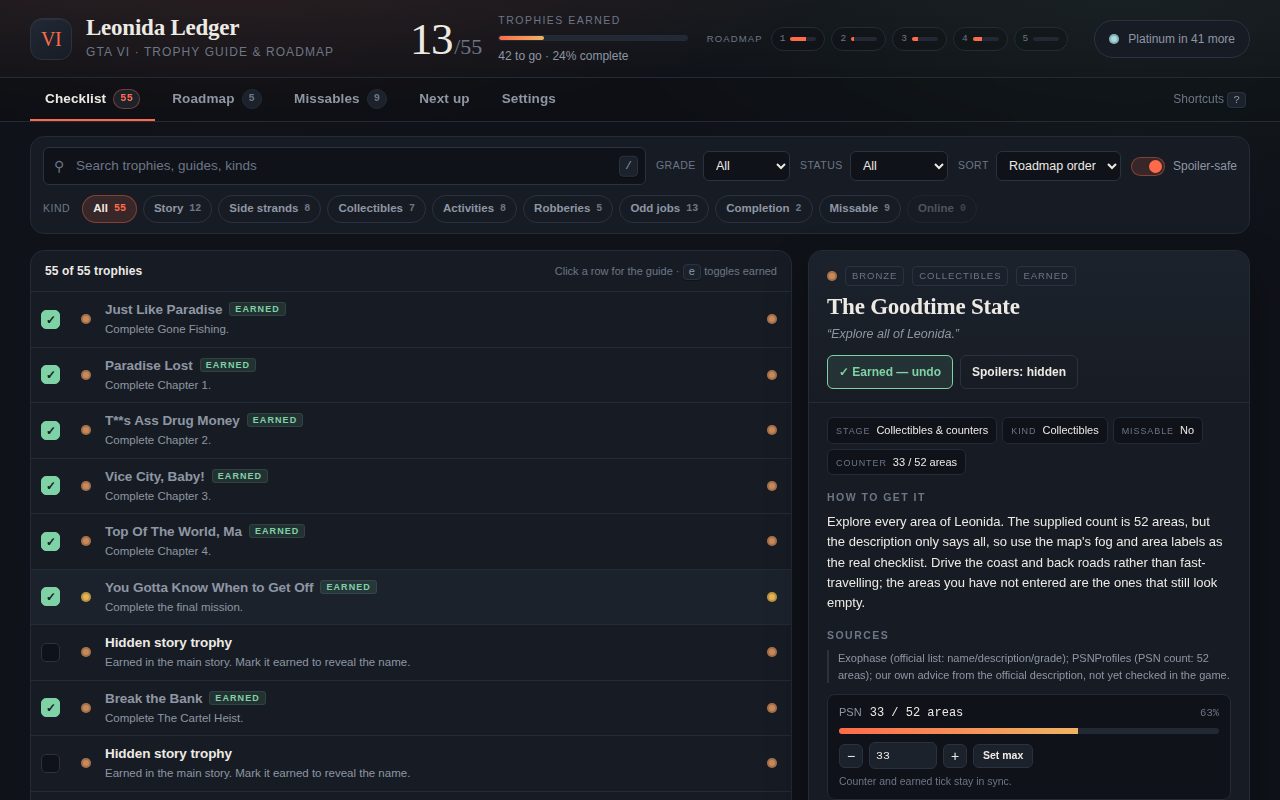 VI
Leonida Ledger
GTA VI · TROPHY GUIDE & ROADMAP
13/55
TROPHIES EARNED
42 to go · 24% complete
ROADMAP 1 2 3 4 5
Platinum in 41 more
Checklist 55 Roadmap 5 Missables 9 Next up Settings
Shortcuts ?
Search trophies, guides, kinds /
GRADE All STATUS All SORT Roadmap order Spoiler-safe
KIND All 55 Story 12 Side strands 8 Collectibles 7 Activities 8 Robberies 5 Odd jobs 13 Completion 2 Missable 9 Online 0
55 of 55 trophies
Click a row for the guide · e toggles earned
Just Like Paradise EARNED
Complete Gone Fishing.
Paradise Lost EARNED
Complete Chapter 1.
T**s Ass Drug Money EARNED
Complete Chapter 2.
Vice City, Baby! EARNED
Complete Chapter 3.
Top Of The World, Ma EARNED
Complete Chapter 4.
You Gotta Know When to Get Off EARNED
Complete the final mission.
Hidden story trophy
Earned in the main story. Mark it earned to reveal the name.
Break the Bank EARNED
Complete The Cartel Heist.
Hidden story trophy
Earned in the main story. Mark it earned to reveal the name.
BRONZE COLLECTIBLES EARNED
The Goodtime State
“Explore all of Leonida.”
✓ Earned — undo
Spoilers: hidden
STAGE Collectibles & counters KIND Collectibles MISSABLE No
COUNTER 33 / 52 areas
HOW TO GET IT
Explore every area of Leonida. The supplied count is 52 areas, but
the description only says all, so use the map's fog and area labels as
the real checklist. Drive the coast and back roads rather than fast-
travelling; the areas you have not entered are the ones that still look
empty.
SOURCES
Exophase (official list: name/description/grade); PSNProfiles (PSN count: 52
areas); our own advice from the official description, not yet checked in the game.
PSN 33 / 52 areas 63%
− 33 + Set max
Counter and earned tick stay in sync.